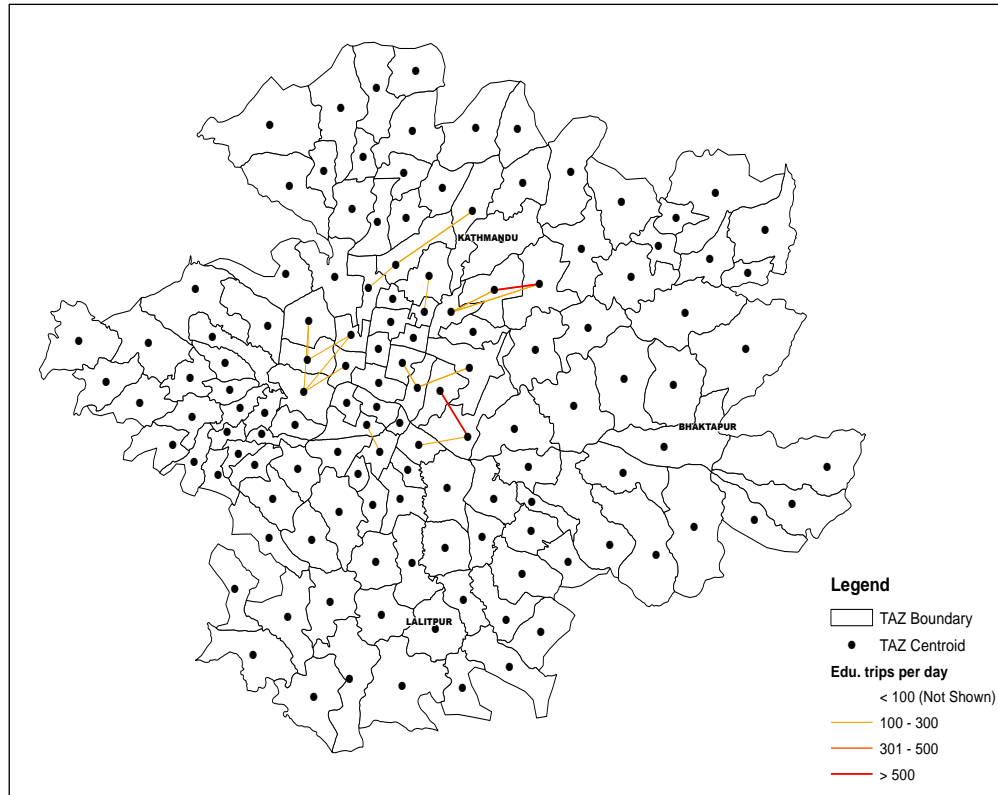 KATHMANDU
BHAKTAPUR
LALITPUR
Legend
TAZ Boundary
TAZ Centroid
Edu. trips per day
< 100 (Not Shown)
100 - 300
301 - 500
> 500